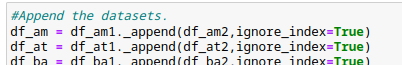 #Append the datasets.
df_am = df_am1._append(df_am2,ignore_index=True)
df_at = df_at1._append(df_at2,ignore_index=True)
df_ba = df_ba1._append(df_ba2,ignore_index=True)